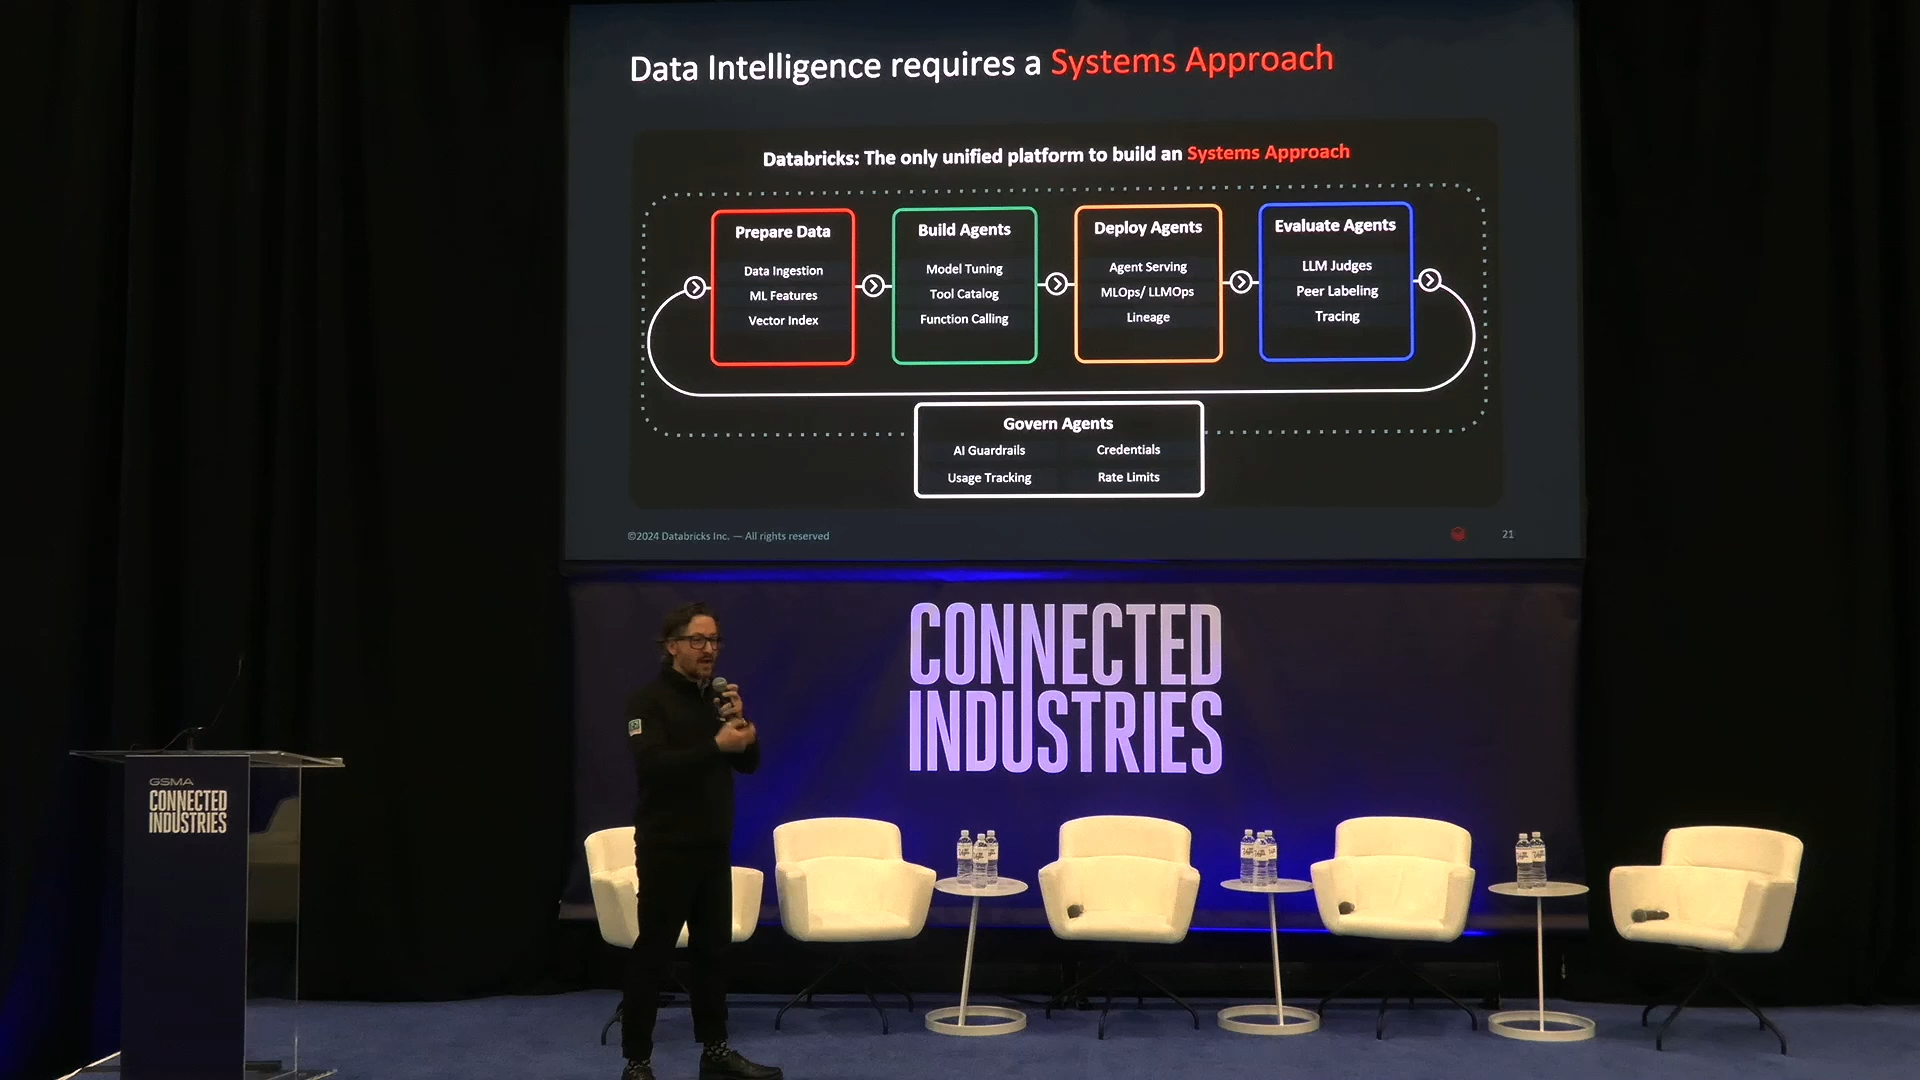 Data Intelligence requires a Systems Approach
Databricks: The only unified platform to build an Systems Approach
Prepare Data
Data Ingestion
ML Features
Vector Index
Build Agents
Model Tuning
Tool Catalog
Function Calling
Deploy Agents
Agent Serving
MLOps/ LLMOps
Lineage
Evaluate Agents
LLM Judges
Peer Labeling
Tracing
Govern Agents
AI Guardrails
Credentials
Usage Tracking
Rate Limits
©2024 Databricks Inc. — All rights reserved
21
CONNECTED
INDUSTRIES
GSMA
CONNECTED
INDUSTRIES